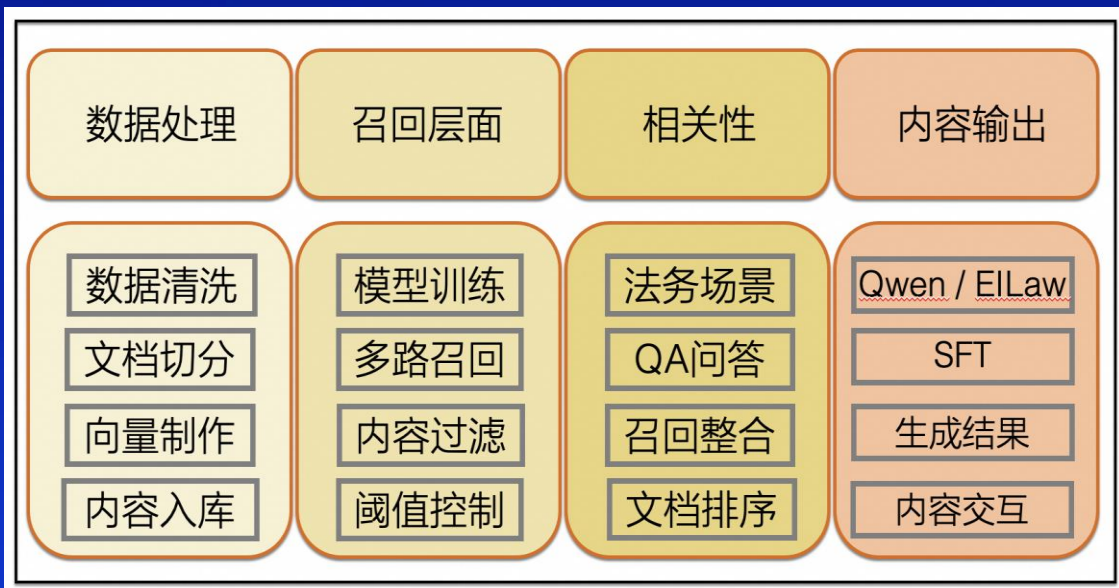 数据处理
召回层面
相关性
内容输出
数据清洗
文档切分
向量制作
内容入库
模型训练
多路召回
内容过滤
阈值控制
法务场景
QA问答
召回整合
文档排序
Qwen / EILaw
SFT
生成结果
内容交互